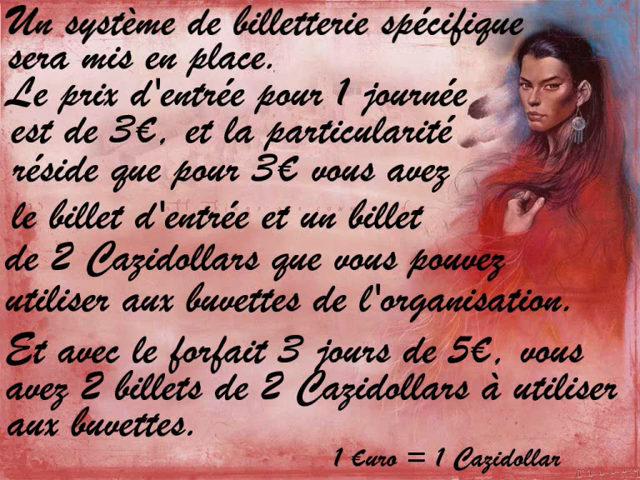 Un système de billetterie spécifique
sera mis en place.
Le prix d'entrée pour 1 journée
est de 3€, et la particularité
réside que pour 3€ vous avez
le billet d'entrée et un billet
de 2 Cazidollars que vous pouvez
utiliser aux buvettes de l'organisation.
Et avec le forfait 3 jours de 5€, vous
avez 2 billets de 2 Cazidollars à utiliser
aux buvettes.
1 €uro = 1 Cazidollar